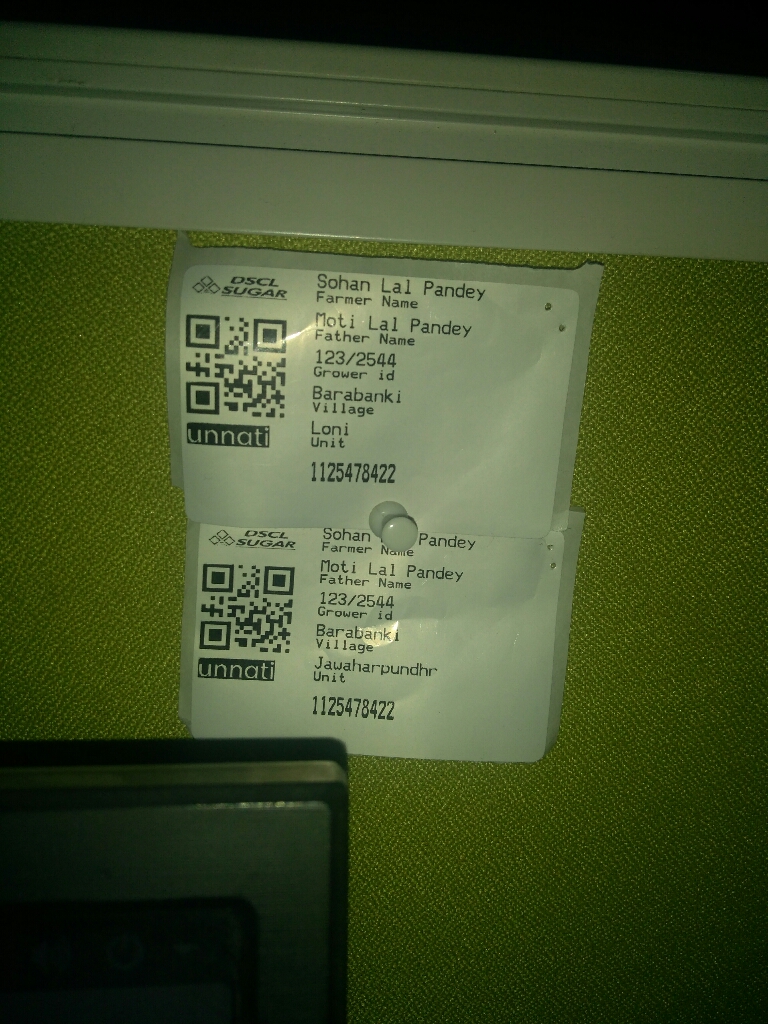 DSCL
SUGAR
unnati
Sohan Lal Pandey
Farmer Name
Moti Lal Pandey
Father Name
123/2544
Grower id
Barabanki
Village
Loni
Unit
1125478422
DSCL
SUGAR
unnati
Sohan Pandey
Farmer Name
Moti Lal Pandey
Father Name
123/2544
Grower id
Barabanki
Village
Jawaharpundhr
Unit
1125478422